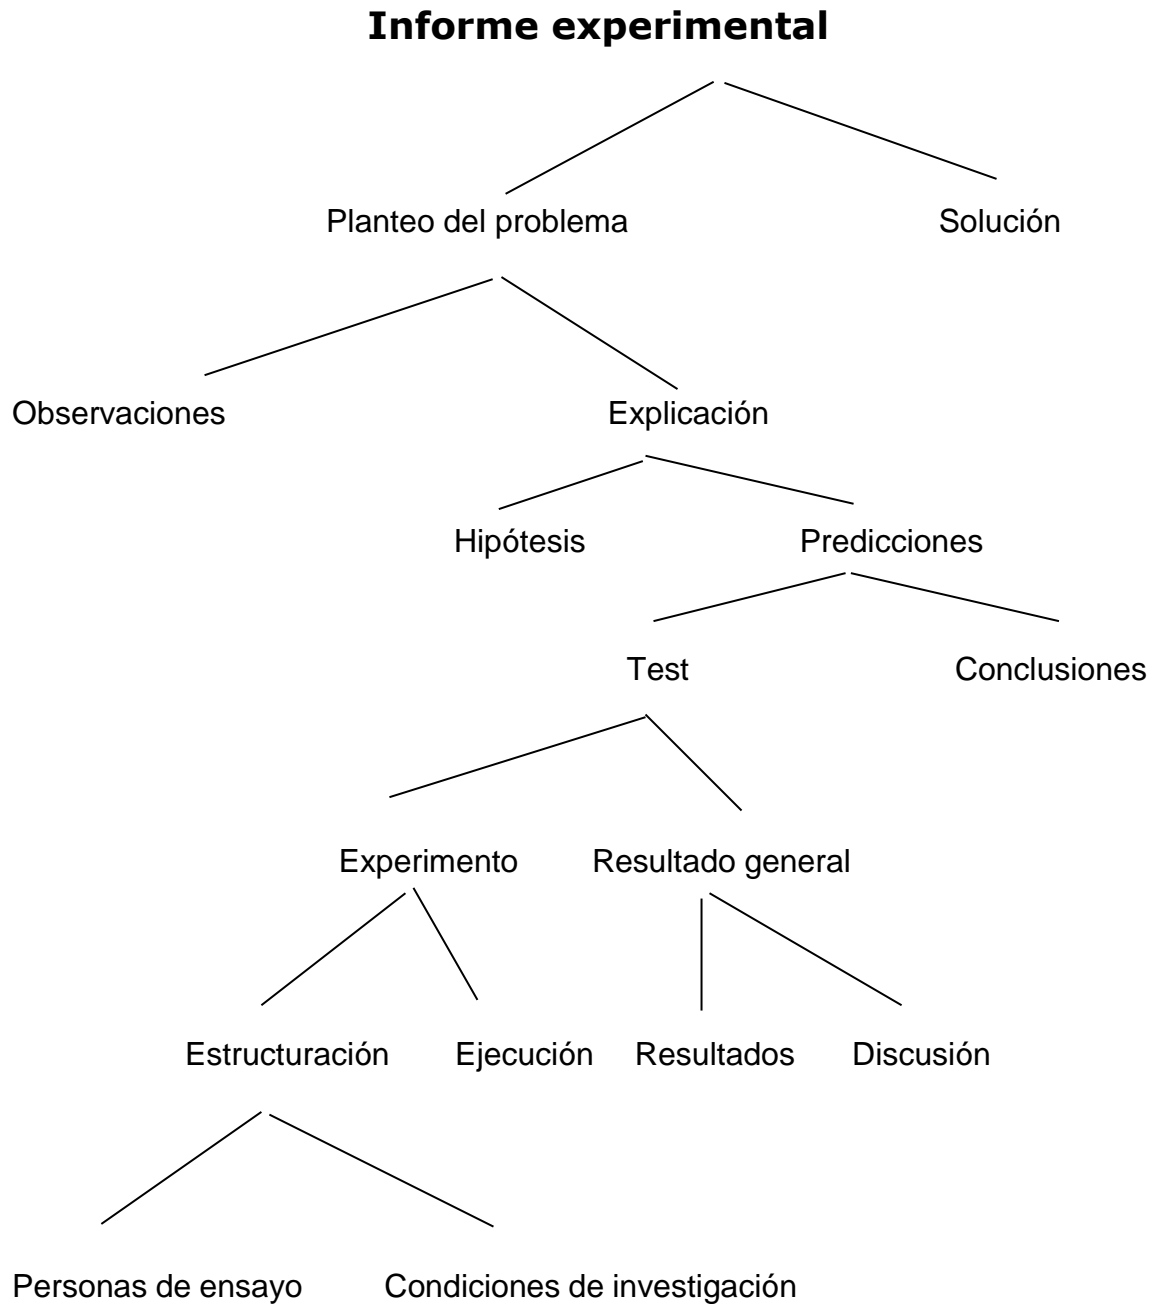 Informe experimental
Planteo del problema Solución
Observaciones Explicación
Hipótesis Predicciones
Test Conclusiones
Experimento Resultado general
Estructuración Ejecución Resultados Discusión
Personas de ensayo Condiciones de investigación